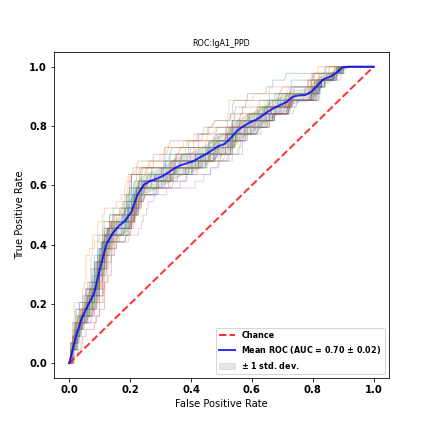 ROC:IgA1_PPD
1.0
0.8
0.6
0.4
0.2
0.0
True Positive Rate
0.0 0.2 0.4 0.6 0.8 1.0
False Positive Rate
Chance
Mean ROC (AUC = 0.70 ± 0.02)
± 1 std. dev.